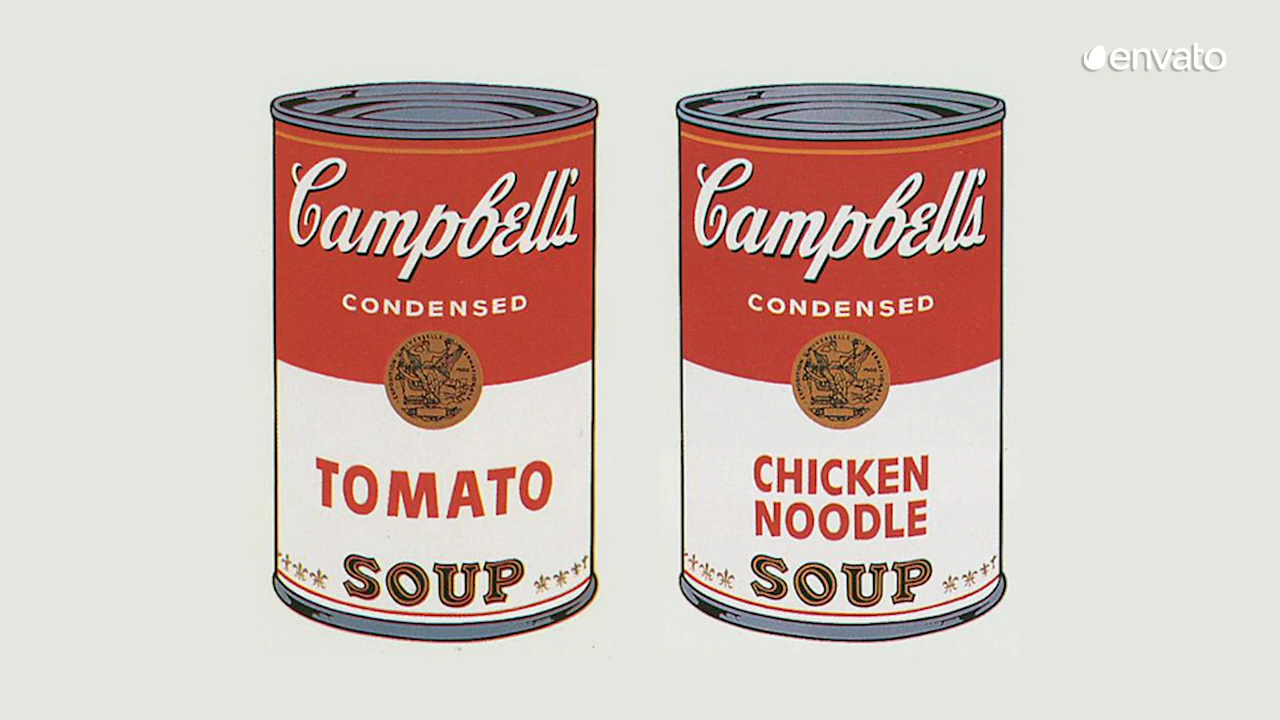 envato
Campbell's
CONDENSED
TOMATO
SOUP
Campbell's
CONDENSED
CHICKEN
NOODLE
SOUP